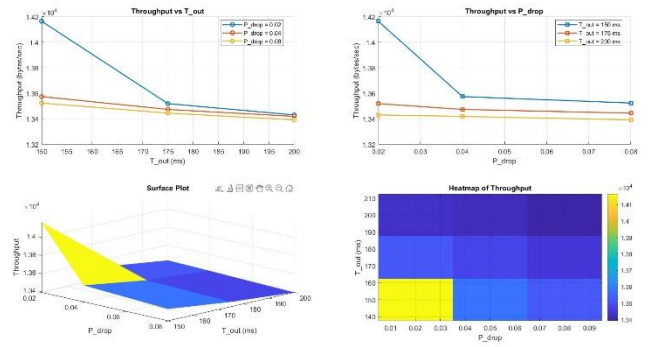 Throughput vs T_out
×10⁴
1.42
1.4
1.38
1.36
1.34
1.32
Throughput (bytes/sec)
150 155 160 165 170 175 180 185 190 195 200
T_out (ms)
P_drop = 0.02
P_drop = 0.04
P_drop = 0.08
Throughput vs P_drop
×10⁴
1.42
1.4
1.38
1.36
1.34
1.32
Throughput (bytes/sec)
0.02 0.03 0.04 0.05 0.06 0.07 0.08
P_drop
T_out = 150 ms
T_out = 175 ms
T_out = 200 ms
Surface Plot
×10⁴
1.4
1.38
1.36
1.34
Throughput
0.02
0.04
0.06
0.08
P_drop
150
160
170
180
190
200
T_out (ms)
Heatmap of Throughput
210
200
190
180
170
160
150
140
T_out (ms)
0.01 0.02 0.03 0.04 0.05 0.06 0.07 0.08 0.09
P_drop
×10⁴
1.41
1.4
1.39
1.38
1.37
1.36
1.35
1.34